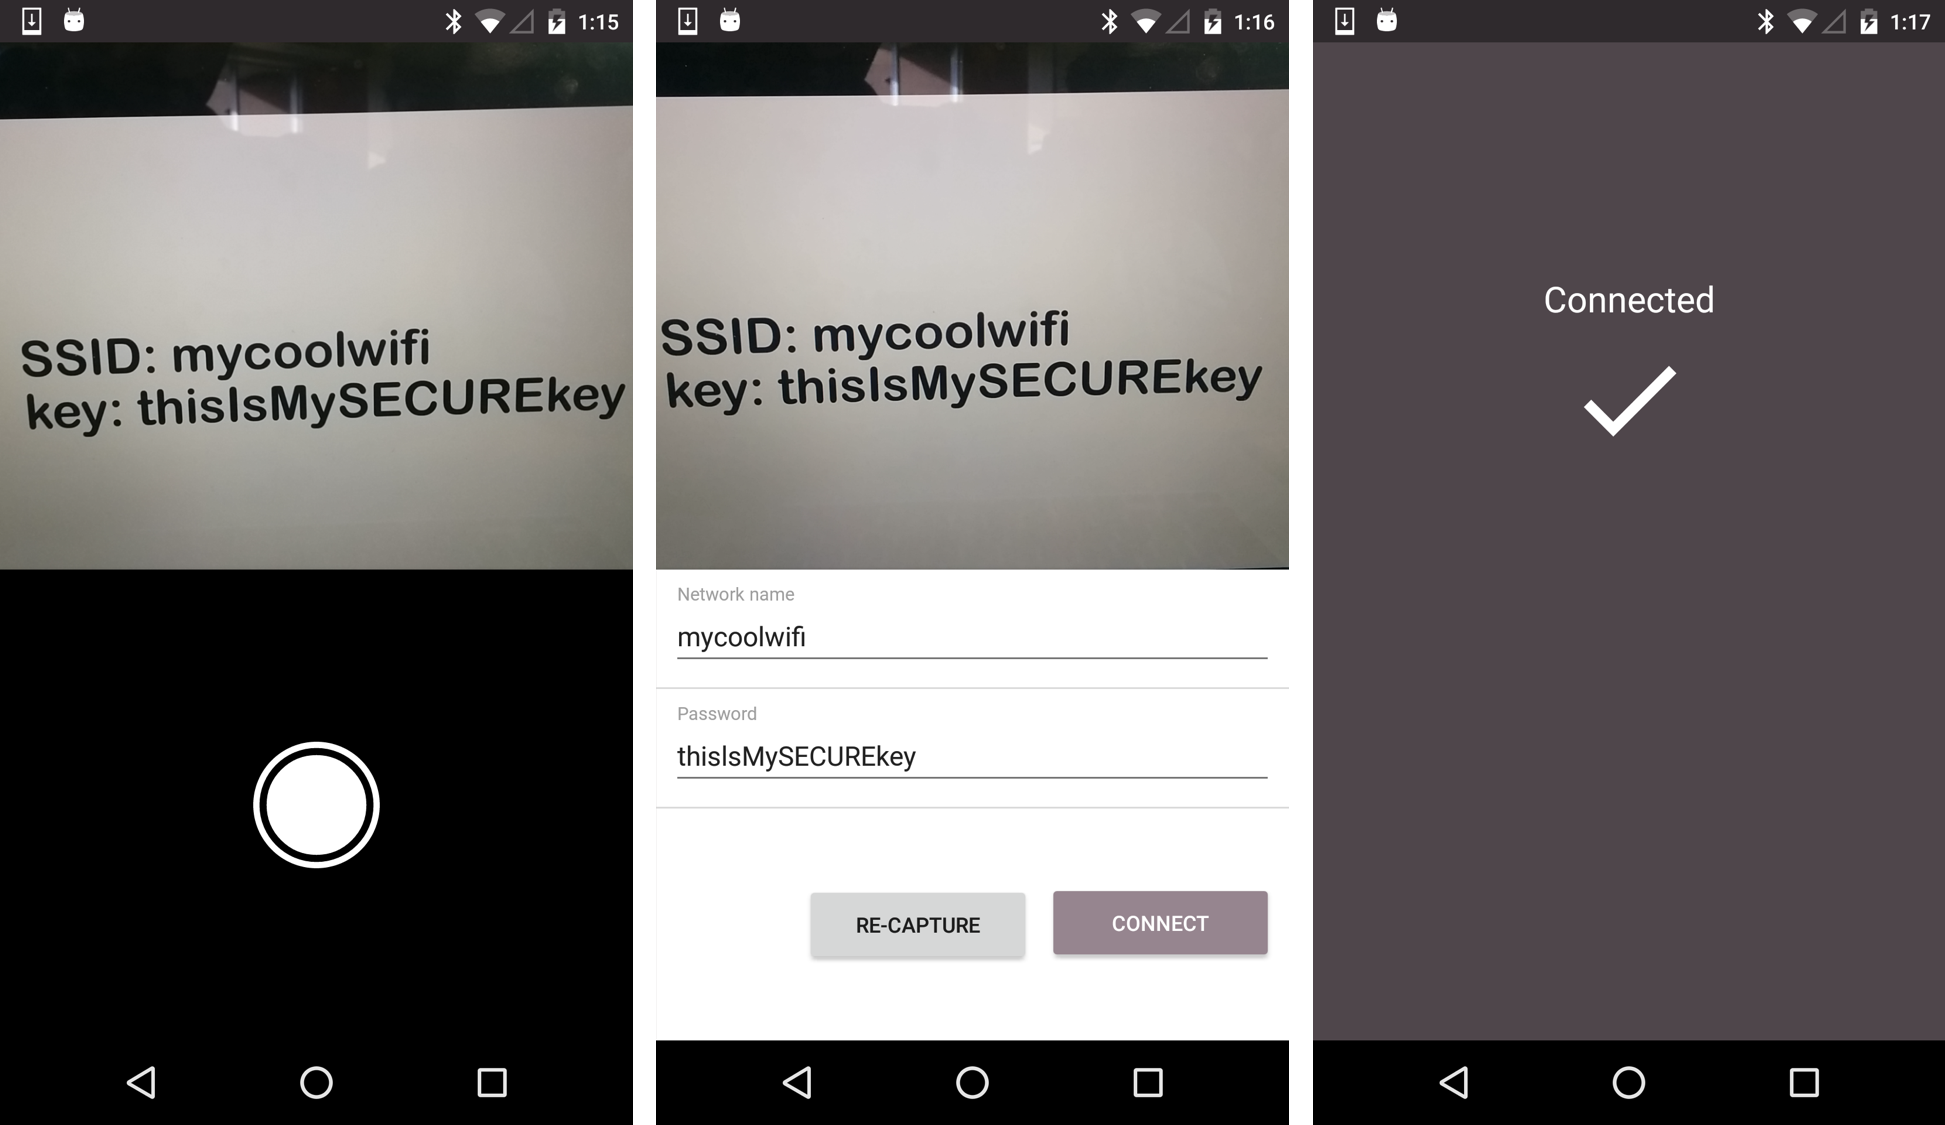 1:15
SSID: mycoolwifi
key: thisIsMySECUREkey
1:16
SSID: mycoolwifi
key: thisIsMySECUREkey
Network name
mycoolwifi
Password
thisIsMySECUREkey
RE-CAPTURE
CONNECT
1:17
Connected